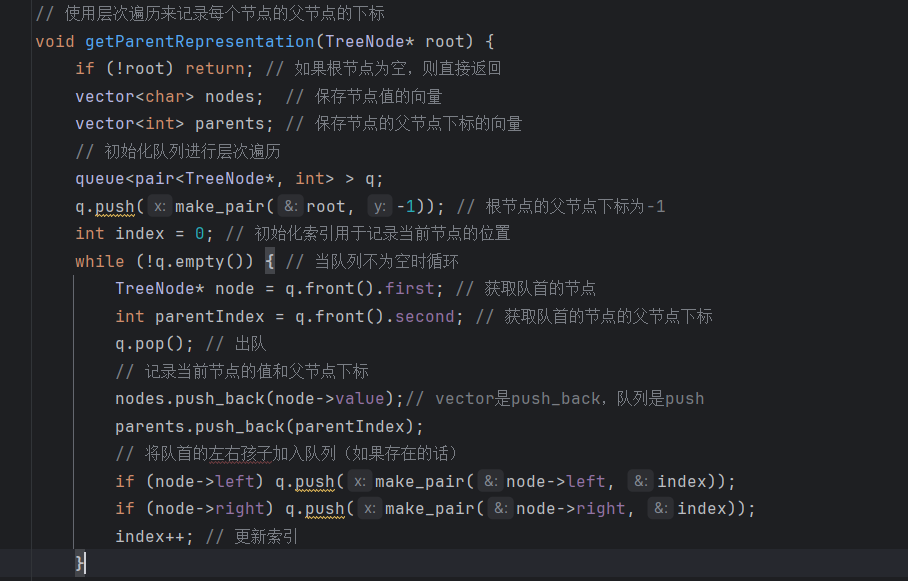 // 使用层次遍历来记录每个节点的父节点的下标
void getParentRepresentation(TreeNode* root) {
if (!root) return; // 如果根节点为空，则直接返回
vector<char> nodes;  // 保存节点值的向量
vector<int> parents; // 保存节点的父节点下标的向量
// 初始化队列进行层次遍历
queue<pair<TreeNode*, int> > q;
q.push( x: make_pair( &: root, y: -1)); // 根节点的父节点下标为-1
int index = 0; // 初始化索引用于记录当前节点的位置
while (!q.empty()) { // 当队列不为空时循环
TreeNode* node = q.front().first; // 获取队首的节点
int parentIndex = q.front().second; // 获取队首的节点的父节点下标
q.pop(); // 出队
// 记录当前节点的值和父节点下标
nodes.push_back(node->value);// vector是push_back，队列是push
parents.push_back(parentIndex);
// 将队首的左右孩子加入队列（如果存在的话）
if (node->left) q.push( x: make_pair( &: node->left, &: index));
if (node->right) q.push( x: make_pair( &: node->right, &: index));
index++; // 更新索引
}